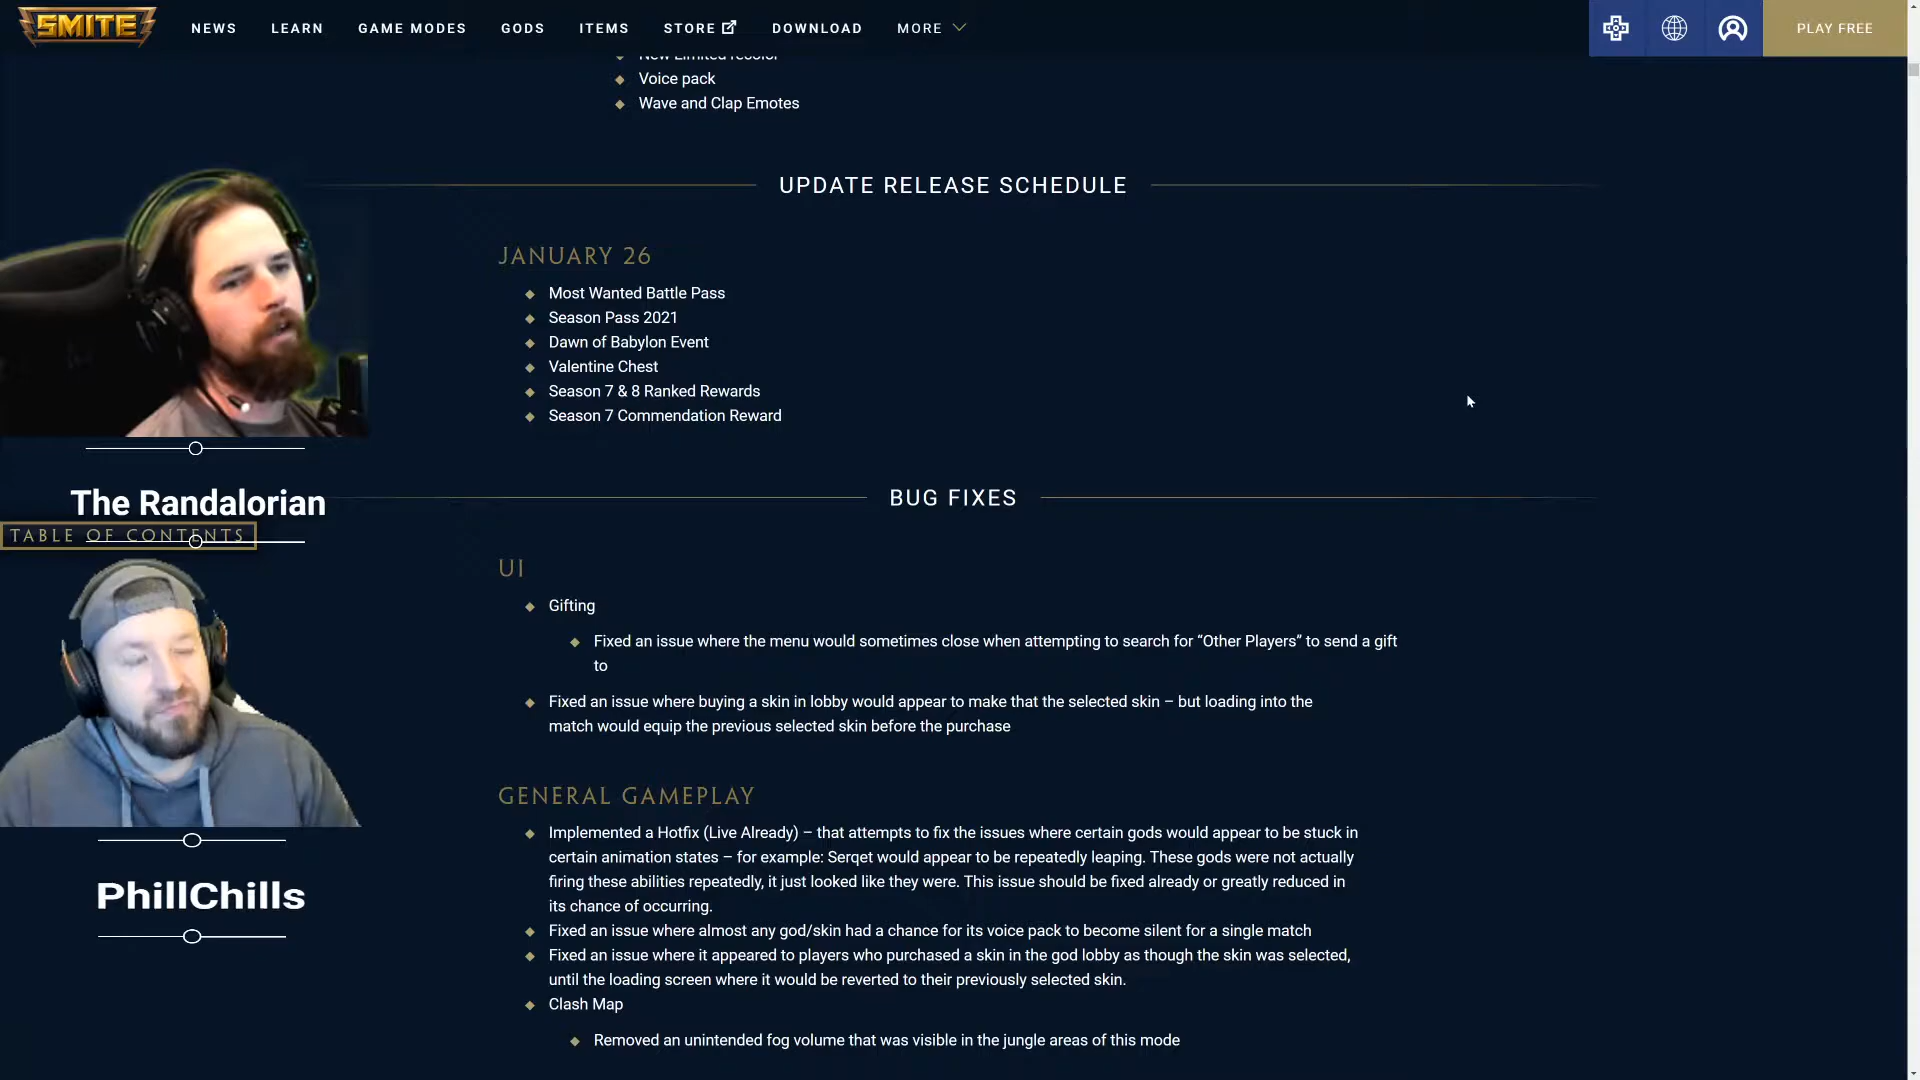 SMITE
NEWS
LEARN
GAME MODES
GODS
ITEMS
STORE
DOWNLOAD
MORE
PLAY FREE
New Limited recolor
Voice pack
Wave and Clap Emotes
UPDATE RELEASE SCHEDULE
JANUARY 26
Most Wanted Battle Pass
Season Pass 2021
Dawn of Babylon Event
Valentine Chest
Season 7 & 8 Ranked Rewards
Season 7 Commendation Reward
The Randalorian
TABLE OF CONTENTS
PhillChills
BUG FIXES
UI
Gifting
Fixed an issue where the menu would sometimes close when attempting to search for “Other Players” to send a gift
to
Fixed an issue where buying a skin in lobby would appear to make that the selected skin – but loading into the
match would equip the previous selected skin before the purchase
GENERAL GAMEPLAY
Implemented a Hotfix (Live Already) – that attempts to fix the issues where certain gods would appear to be stuck in
certain animation states – for example: Serqet would appear to be repeatedly leaping. These gods were not actually
firing these abilities repeatedly, it just looked like they were. This issue should be fixed already or greatly reduced in
its chance of occurring.
Fixed an issue where almost any god/skin had a chance for its voice pack to become silent for a single match
Fixed an issue where it appeared to players who purchased a skin in the god lobby as though the skin was selected,
until the loading screen where it would be reverted to their previously selected skin.
Clash Map
Removed an unintended fog volume that was visible in the jungle areas of this mode